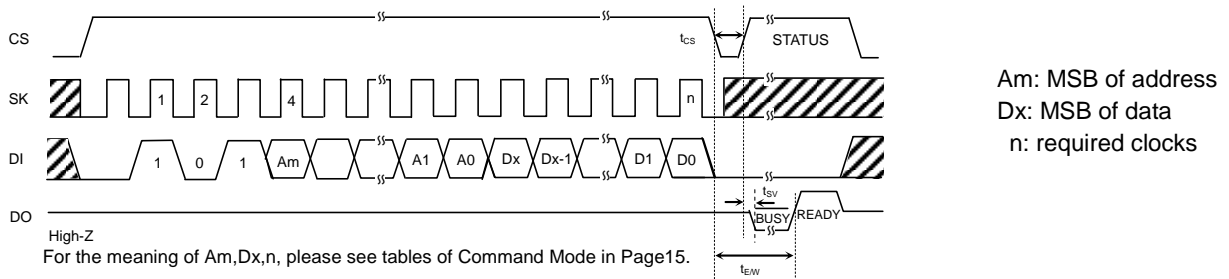 CS
tCS
STATUS
SK
1
2
4
n
DI
1
0
1
Am
A1
A0
Dx
Dx-1
D1
D0
tSV
DO
BUSY
READY
High-Z
For the meaning of Am,Dx,n, please see tables of Command Mode in Page15.
tE/W
Am: MSB of address
Dx: MSB of data
n: required clocks